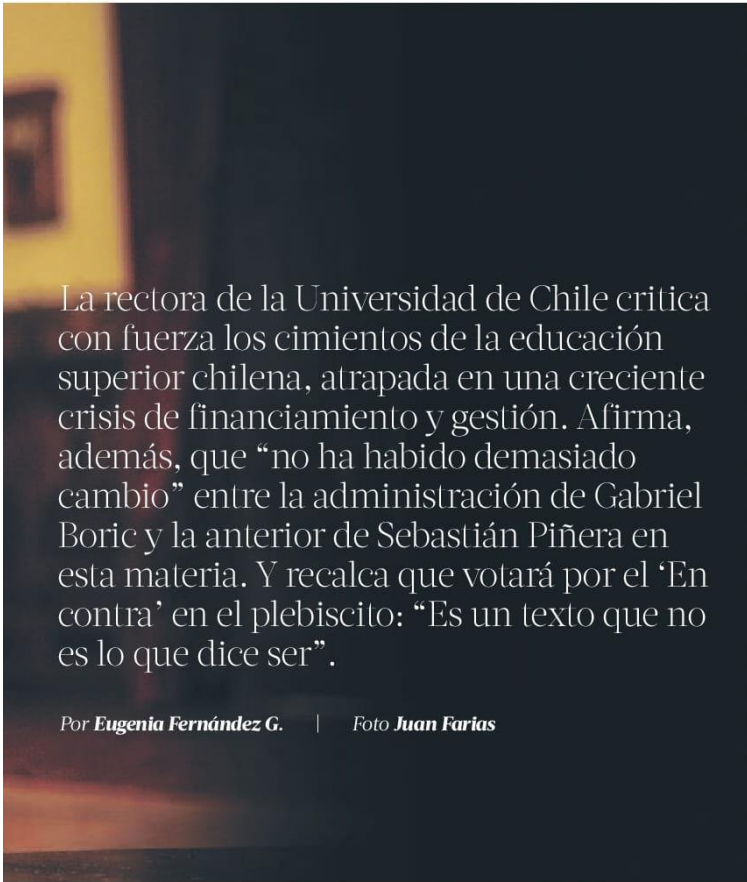 La rectora de la Universidad de Chile critica
con fuerza los cimientos de la educación
superior chilena, atrapada en una creciente
crisis de financiamiento y gestión. Afirma,
además, que “no ha habido demasiado
cambio” entre la administración de Gabriel
Boric y la anterior de Sebastián Piñera en
esta materia. Y recalca que votará por el ‘En
contra’ en el plebiscito: “Es un texto que no
es lo que dice ser”.
Por Eugenia Fernández G. | Foto Juan Farias